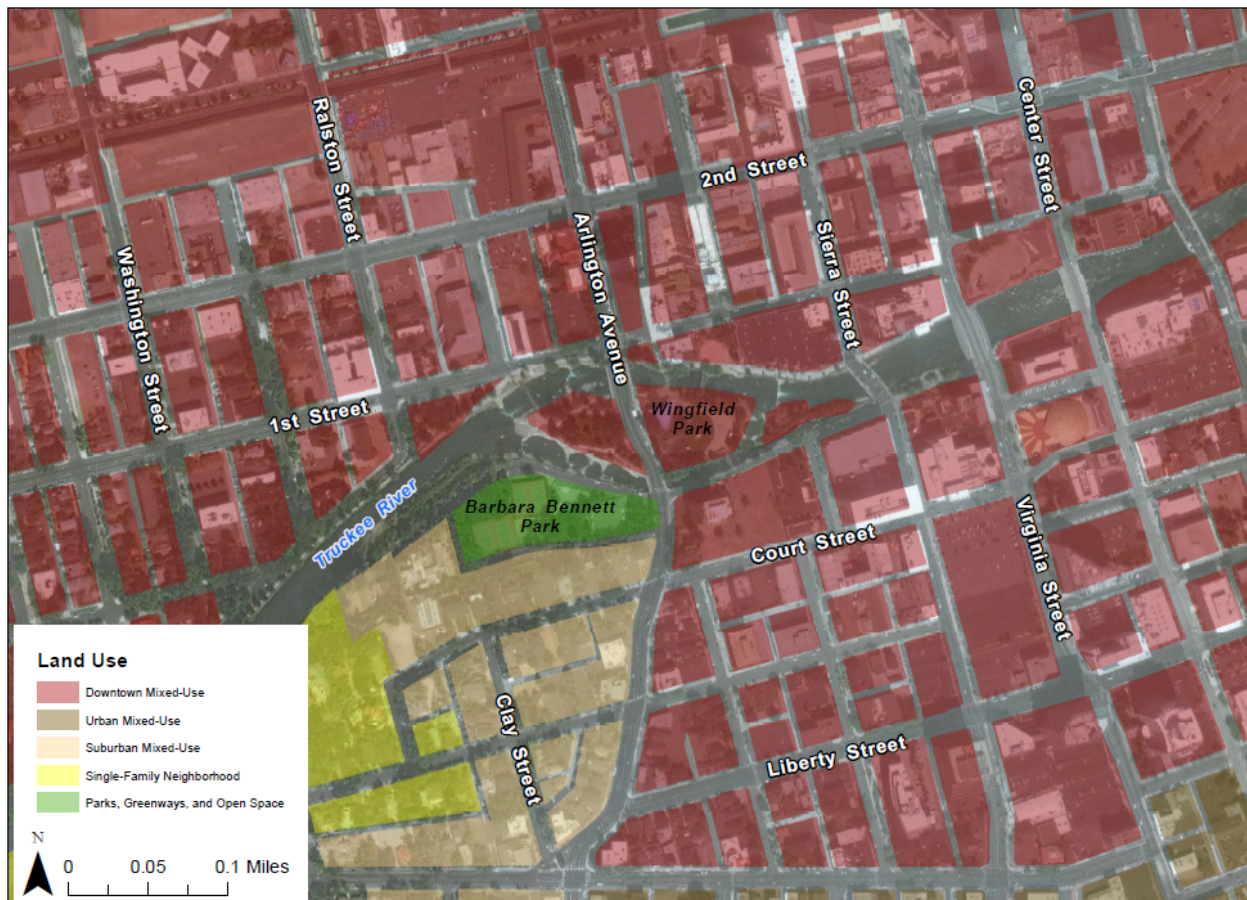 Ralston Street
Center Street
2nd Street
Washington Street
Arlington Avenue
Sierra Street
1st Street
Wingfield
Park
Truckee River
Barbara Bennett
Park
Court Street
Virginia Street
Clay Street
Liberty Street
Land Use
Downtown Mixed-Use
Urban Mixed-Use
Suburban Mixed-Use
Single-Family Neighborhood
Parks, Greenways, and Open Space
N
0 0.05 0.1 Miles